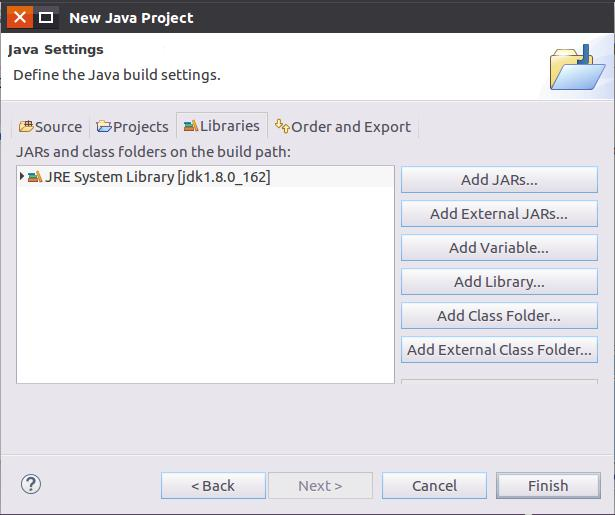 New Java Project
Java Settings
Define the Java build settings.
Source Projects Libraries Order and Export
JARs and class folders on the build path:
JRE System Library [jdk1.8.0_162]
Add JARs...
Add External JARs...
Add Variable...
Add Library...
Add Class Folder...
Add External Class Folder...
? < Back Next > Cancel Finish